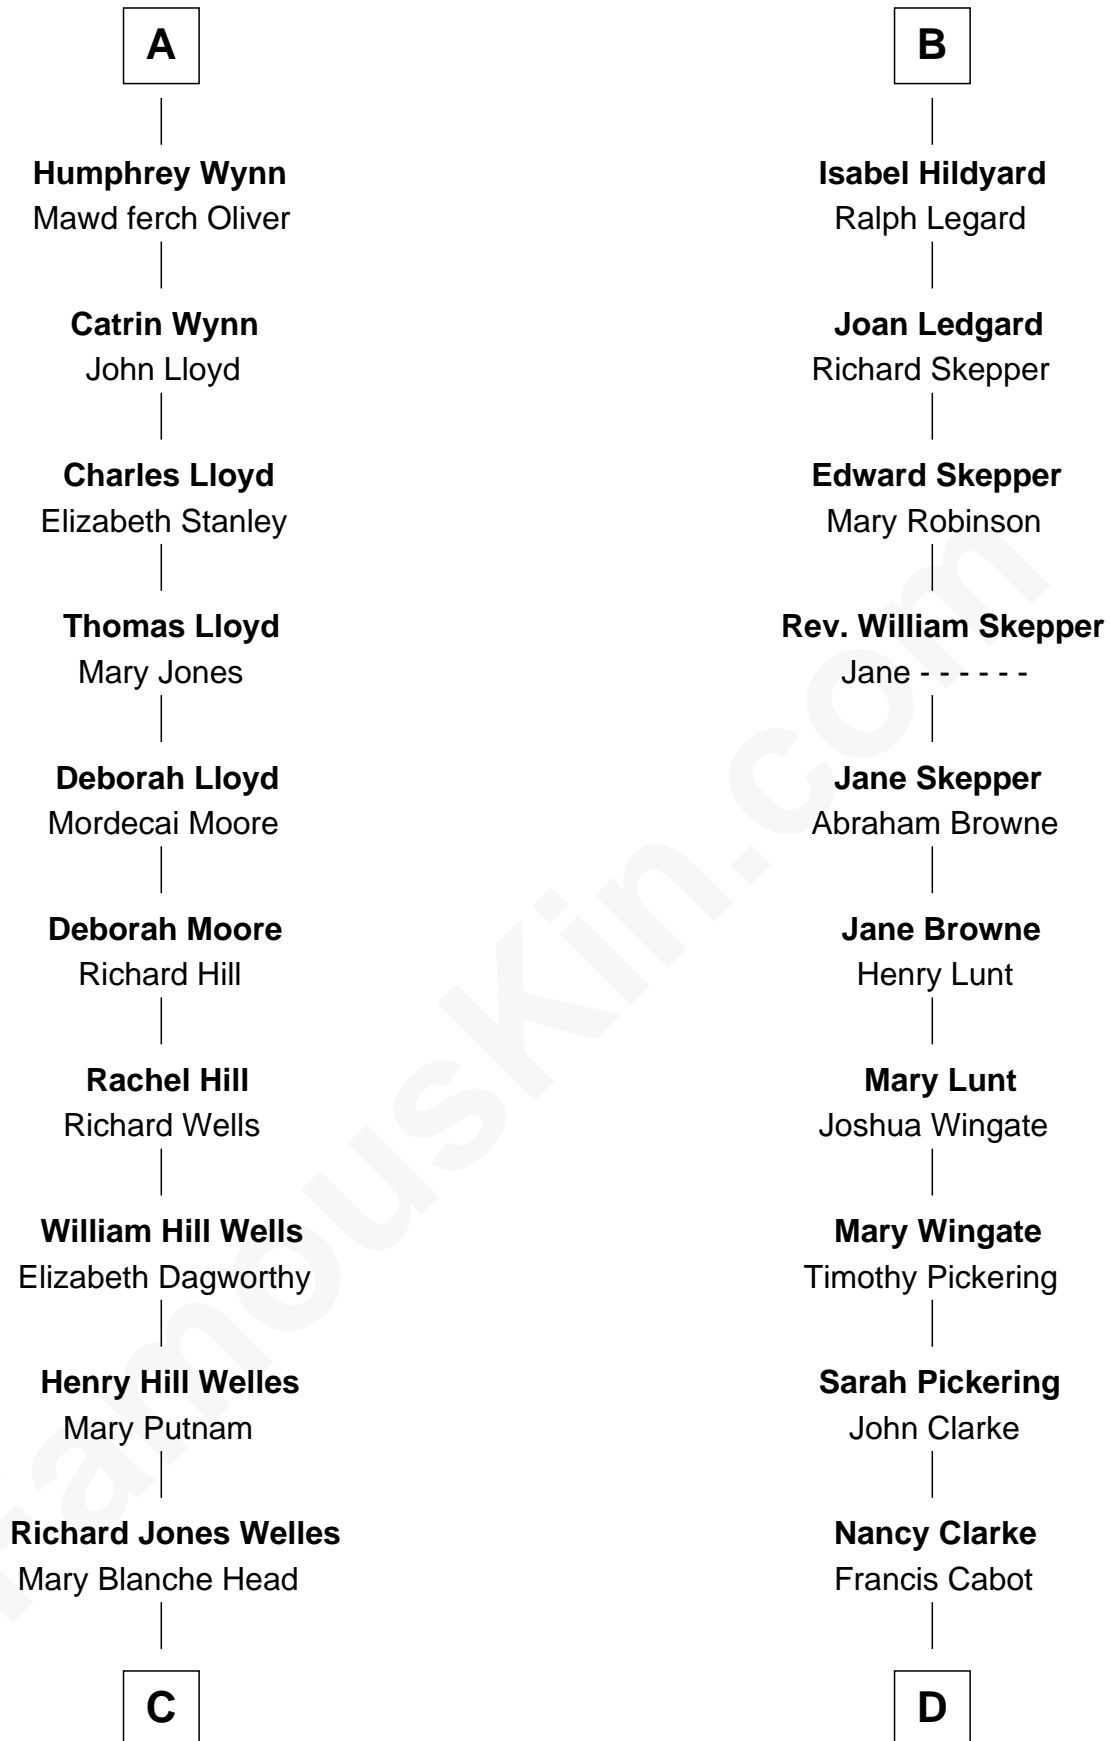 A
Humphrey Wynn
Mawd ferch Oliver
Catrin Wynn
John Lloyd
Charles Lloyd
Elizabeth Stanley
Thomas Lloyd
Mary Jones
Deborah Lloyd
Mordecai Moore
Deborah Moore
Richard Hill
Rachel Hill
Richard Wells
William Hill Wells
Elizabeth Dagworthy
Henry Hill Welles
Mary Putnam
Richard Jones Welles
Mary Blanche Head
C
B
Isabel Hildyard
Ralph Legard
Joan Ledgard
Richard Skepper
Edward Skepper
Mary Robinson
Rev. William Skepper
Jane - - - - - -
Jane Skepper
Abraham Browne
Jane Browne
Henry Lunt
Mary Lunt
Joshua Wingate
Mary Wingate
Timothy Pickering
Sarah Pickering
John Clarke
Nancy Clarke
Francis Cabot
D
famouskin.com